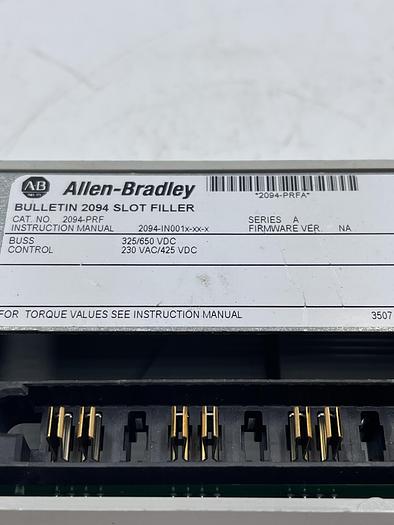 AB Allen-Bradley
*2094-PRFA*
BULLETIN 2094 SLOT FILLER
CAT. NO. 2094-PRF SERIES A
INSTRUCTION MANUAL 2094-IN001x-xx-x FIRMWARE VER. NA
BUSS 325/650 VDC
CONTROL 230 VAC/425 VDC
FOR TORQUE VALUES SEE INSTRUCTION MANUAL 3507